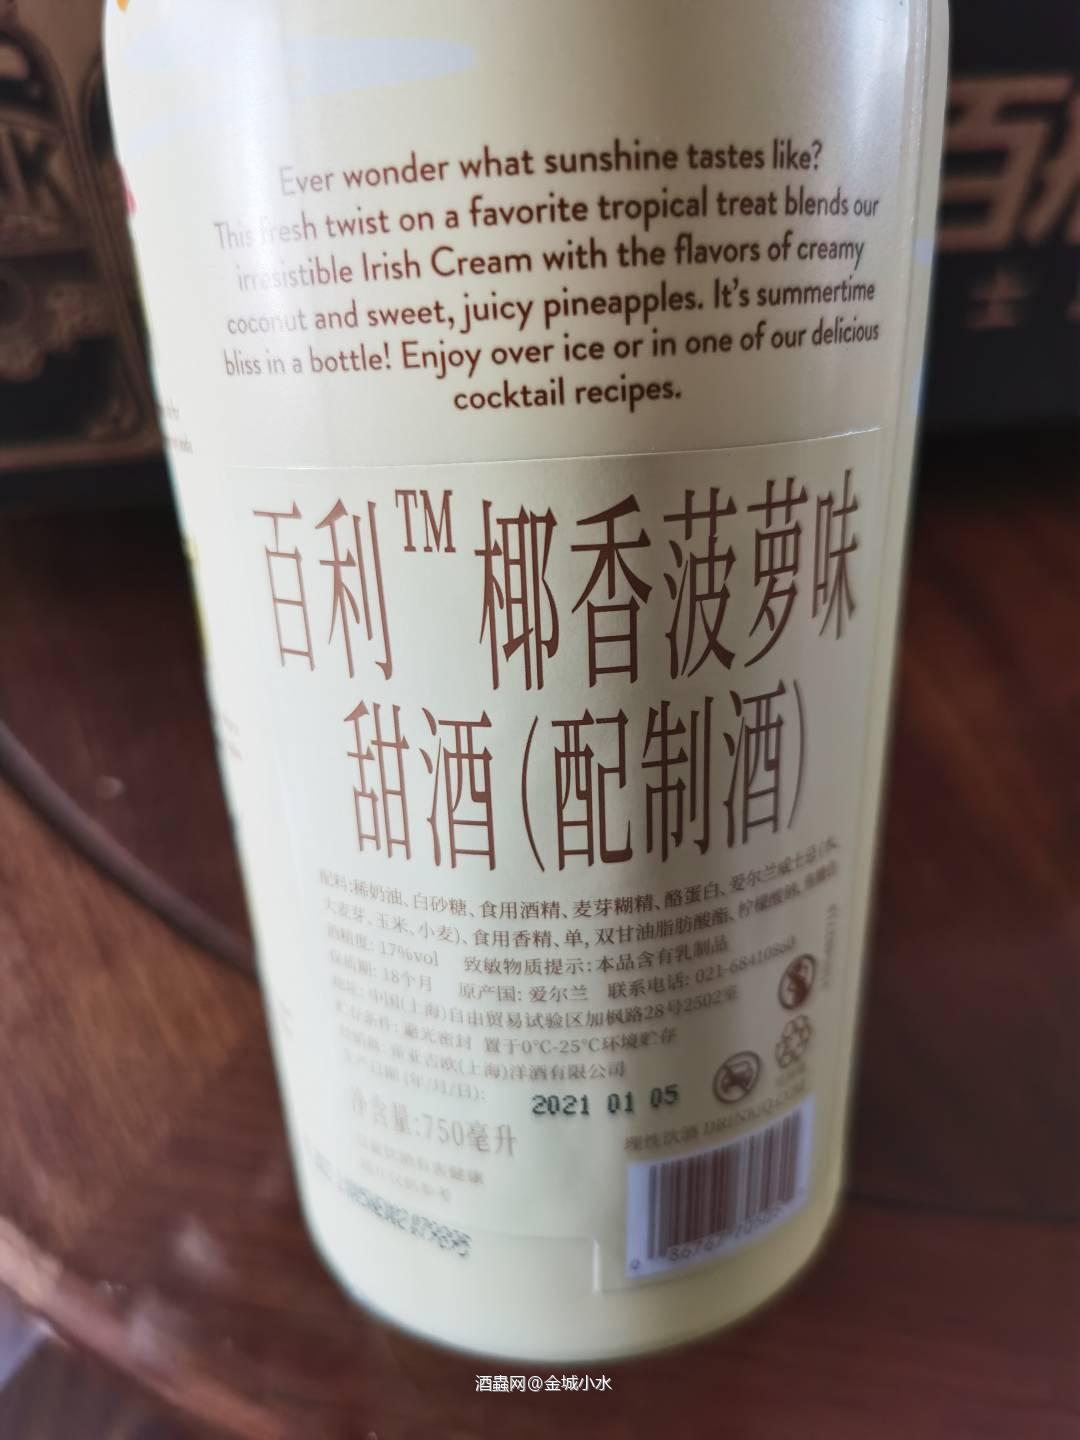 Ever wonder what sunshine tastes like?
This fresh twist on a favorite tropical treat blends our
irresistible Irish Cream with the flavors of creamy
coconut and sweet, juicy pineapples. It's summertime
bliss in a bottle! Enjoy over ice or in one of our delicious
cocktail recipes.
百利™椰香菠萝味
甜酒(配制酒)
配料:稀奶油、白砂糖、食用酒精、麦芽糊精、酪蛋白、爱尔兰威士忌(水、
大麦芽、玉米、小麦)、食用香精、单,双甘油脂肪酸酯、柠檬酸钠、
酒精度: 17%vol 致敏物质提示:本品含有乳制品
保质期: 18个月 原产国: 爱尔兰 联系电话: 021-68410860
地址: 中国(上海)自由贸易试验区加枫路28号2502室
贮存条件: 避光密封 置于0℃-25℃环境贮存
经销商: 帝亚吉欧(上海)洋酒有限公司
生产日期 (年/月/日):
2021 01 05
净含量:750毫升
理性饮酒 DRINKiQ.COM
酒蟲网@金城小水